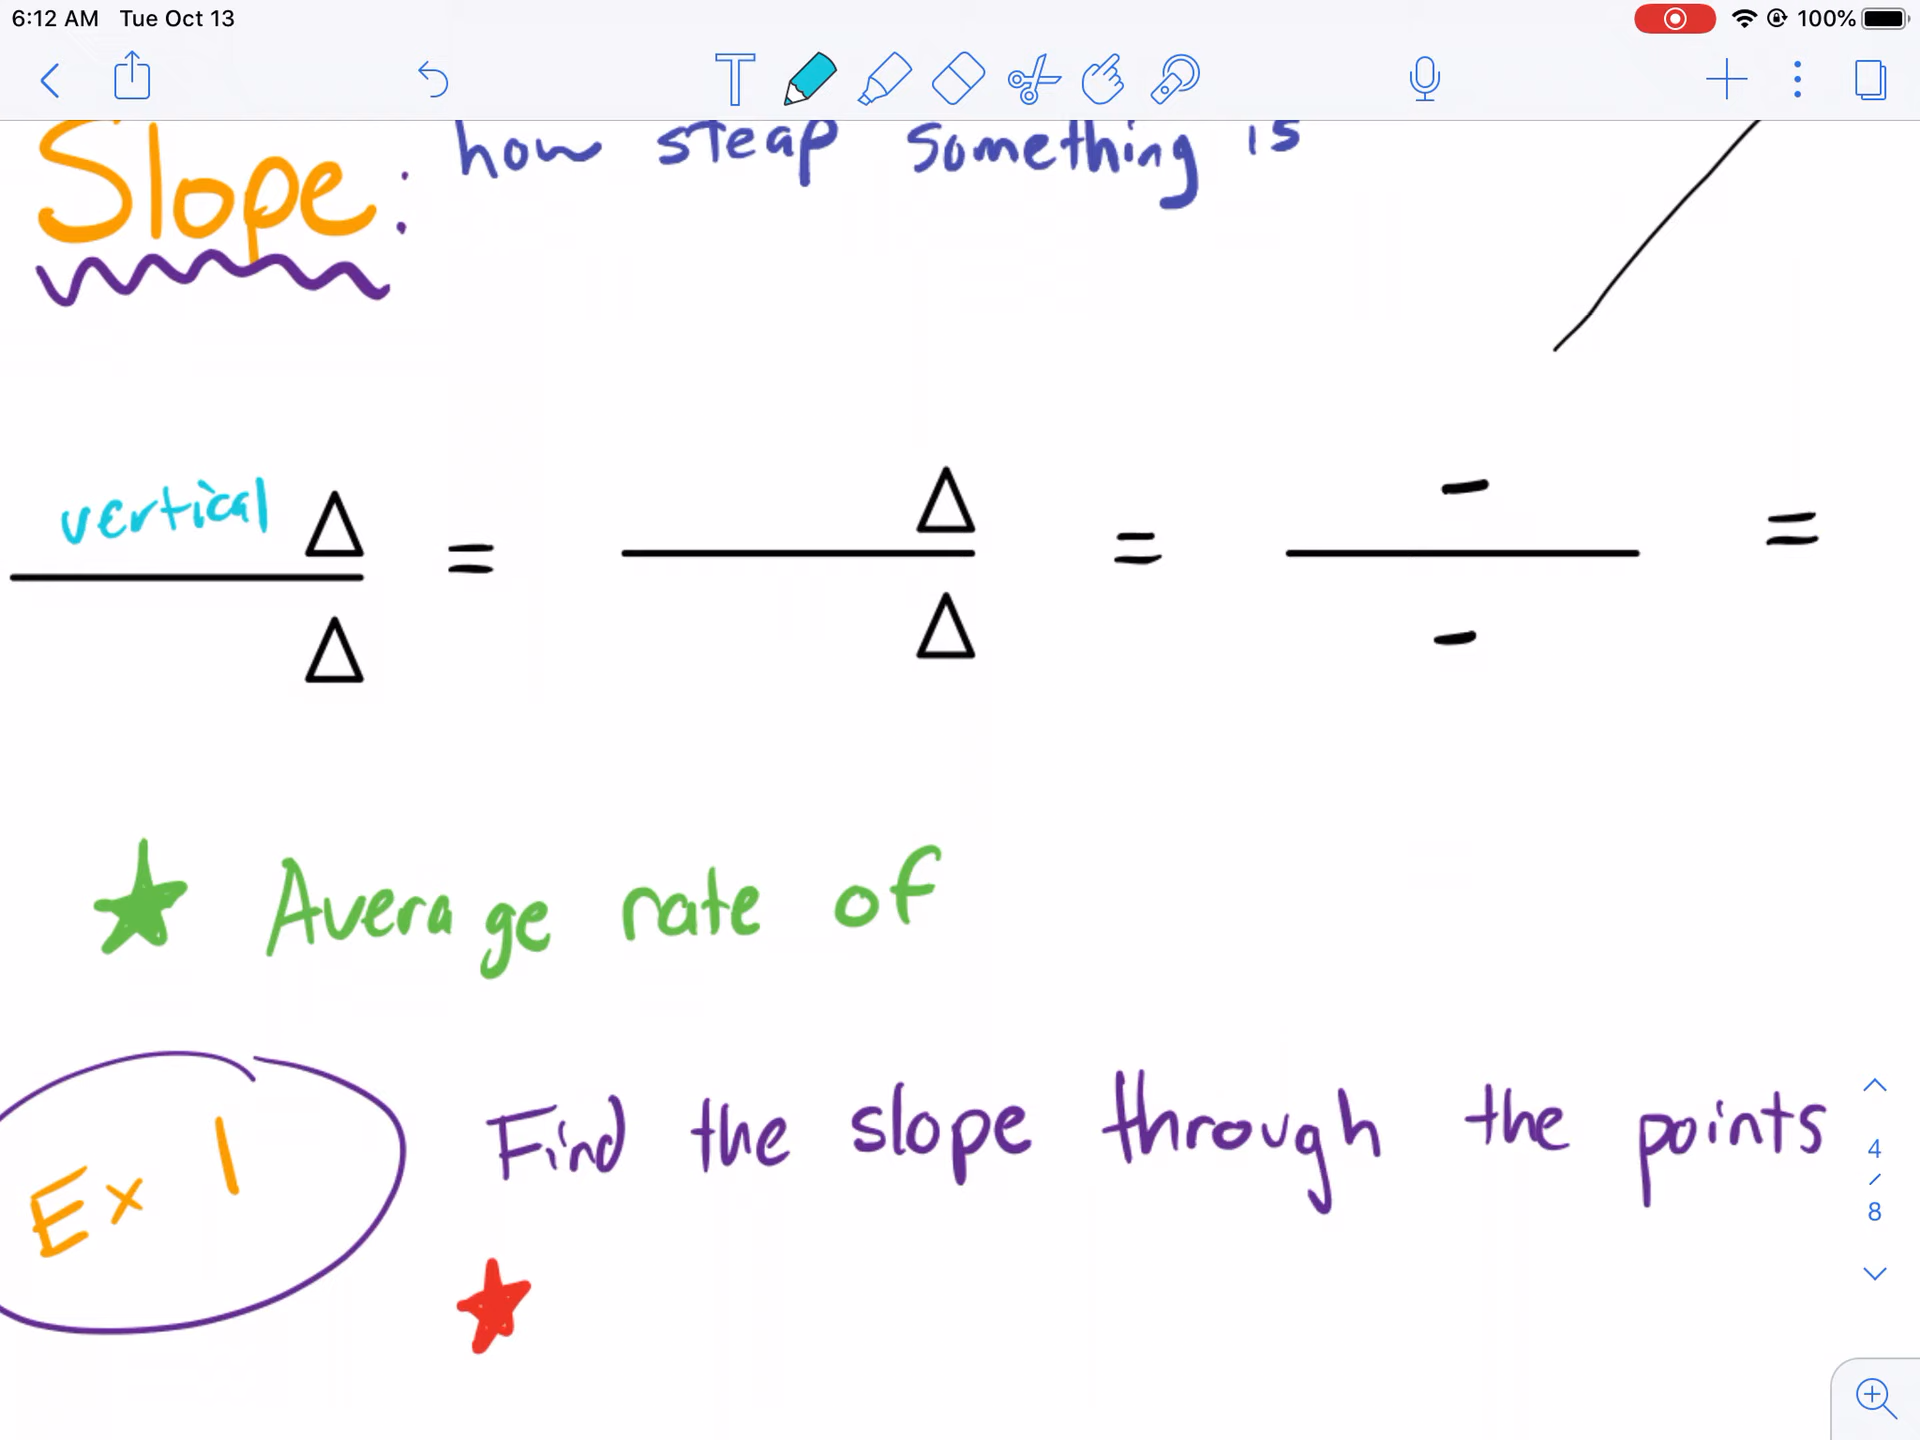 6:12 AM Tue Oct 13 100%
T
Slope: how steap something is
vertical Δ = Δ = - =
Δ Δ -
Average rate of
Ex 1 Find the slope through the points
4
/
8